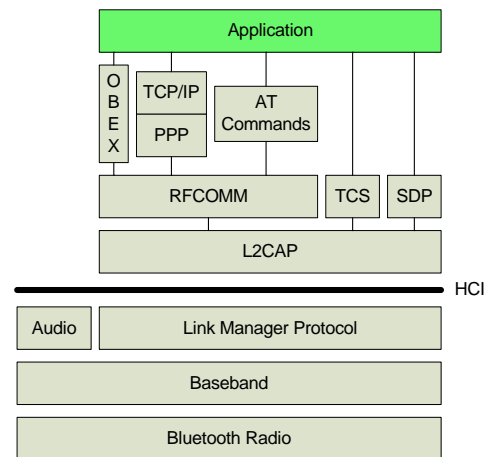 Application
O
B
E
X
TCP/IP
PPP
AT
Commands
RFCOMM
TCS
SDP
L2CAP
HCI
Audio
Link Manager Protocol
Baseband
Bluetooth Radio